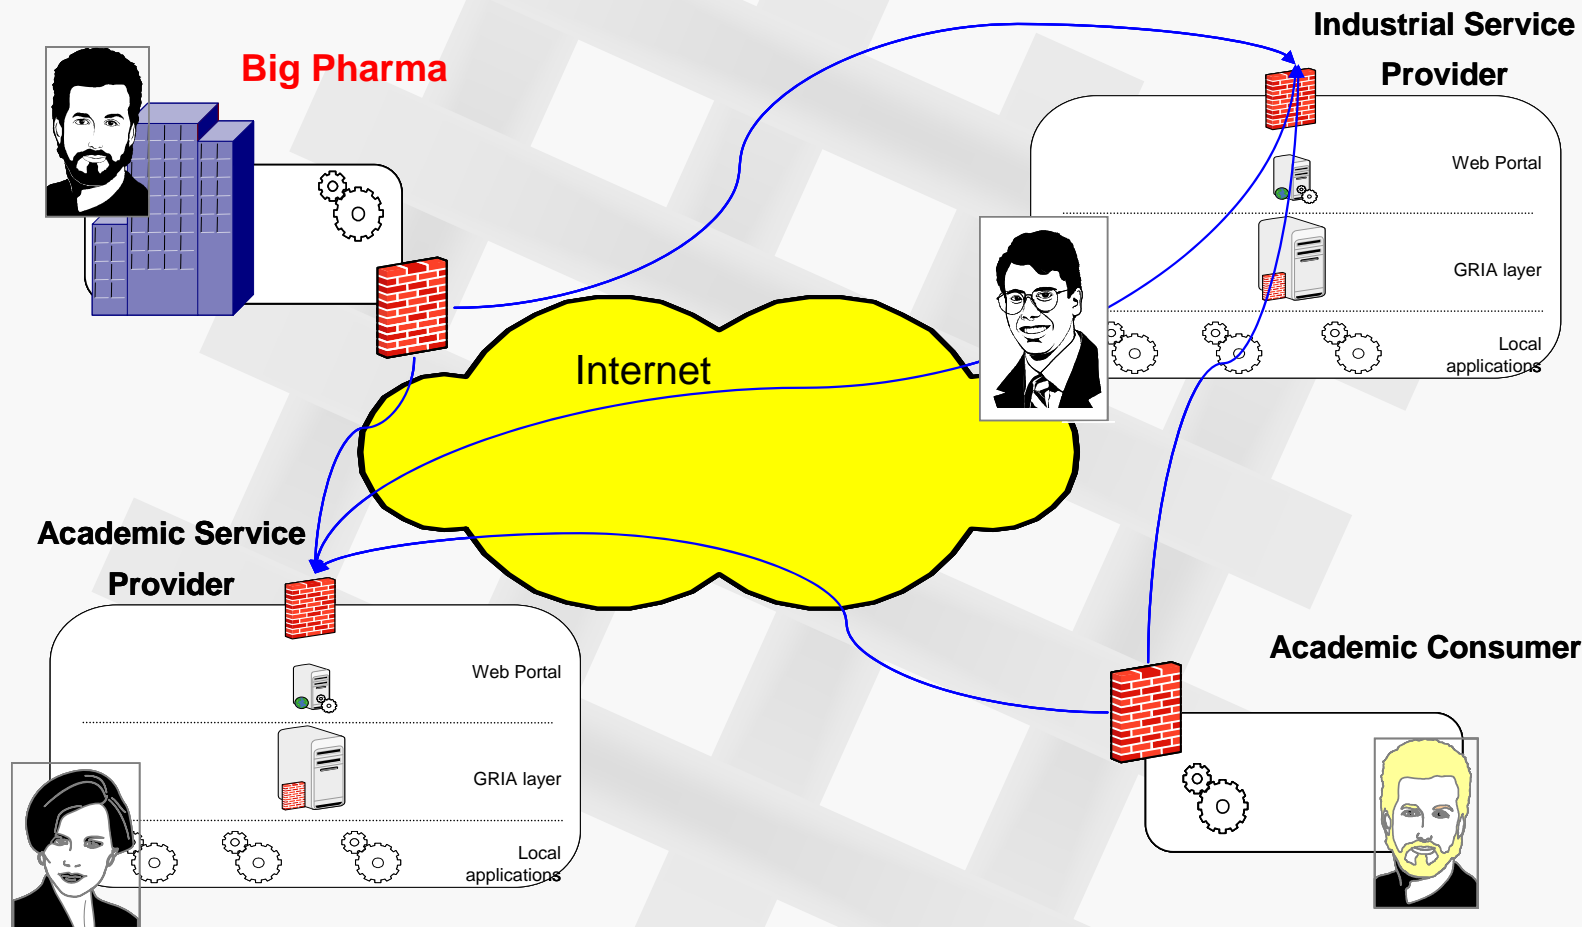 Industrial Service
Provider
Big Pharma
Web Portal
GRIA layer
Local
applications
Internet
Academic Service
Provider
Web Portal
GRIA layer
Local
applications
Academic Consumer